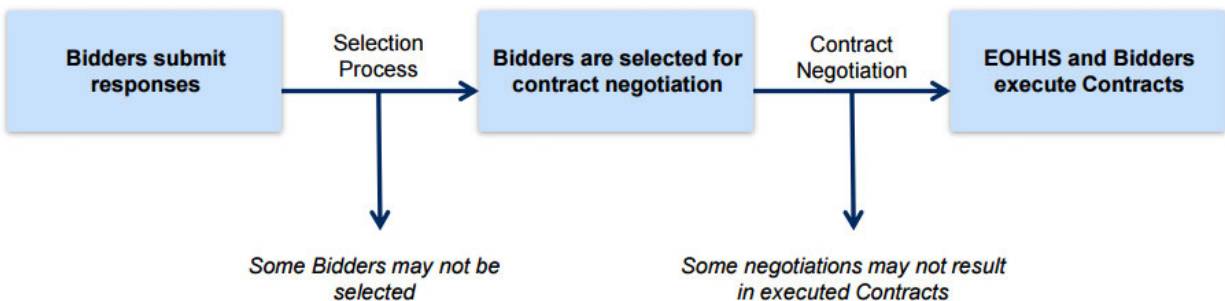 Bidders submit
responses
Selection
Process
Bidders are selected for
contract negotiation
Contract
Negotiation
EOHHS and Bidders
execute Contracts
Some Bidders may not be
selected
Some negotiations may not result
in executed Contracts